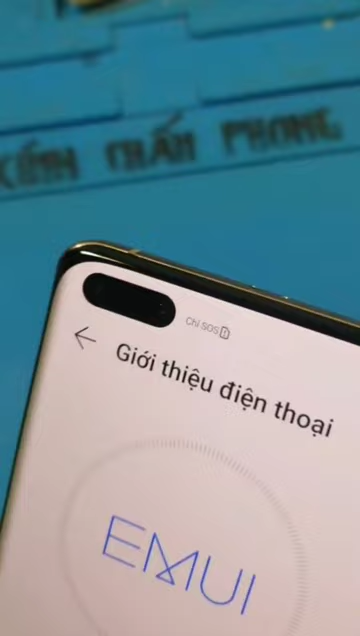 KÍNH CHẤN PHONG
Chỉ SOS
Giới thiệu điện thoại
EMUI